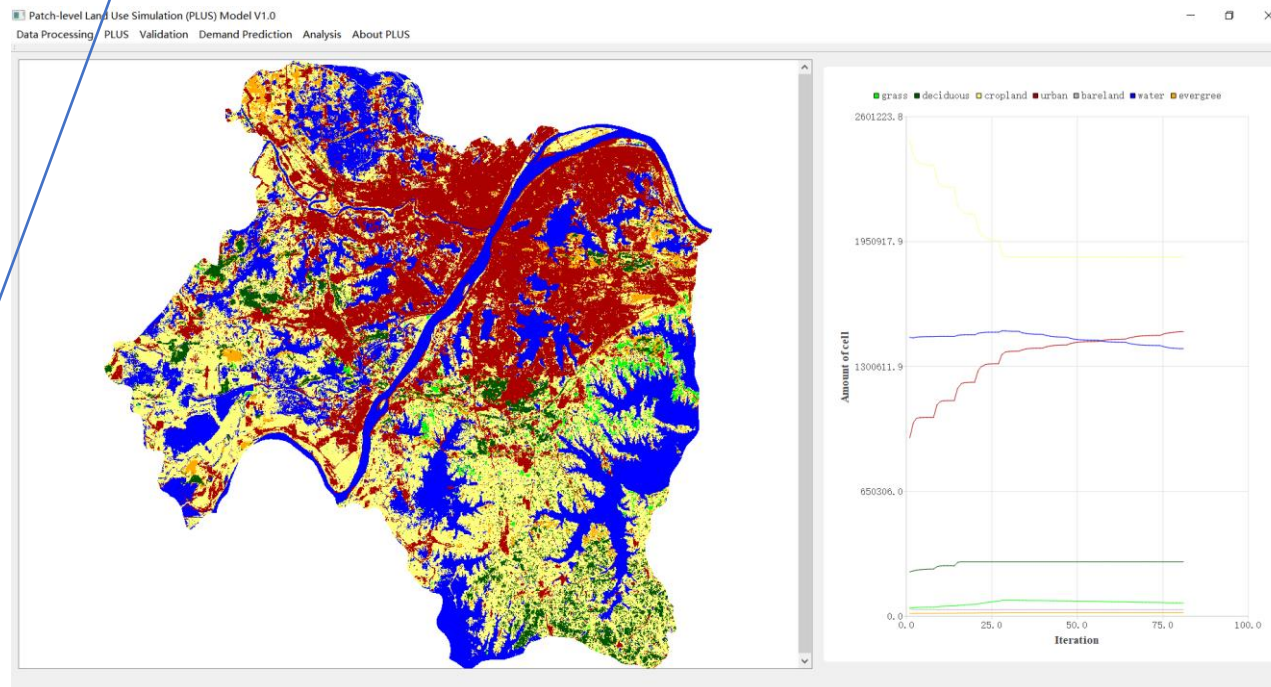 Patch-level Land Use Simulation (PLUS) Model V1.0
Data Processing PLUS Validation Demand Prediction Analysis About PLUS
grass deciduous cropland urban bareland water evergree
2601223.8
1950917.9
1300611.9
650306.0
0.0
Amount of cell
0.0 25.0 50.0 75.0 100.0
Iteration